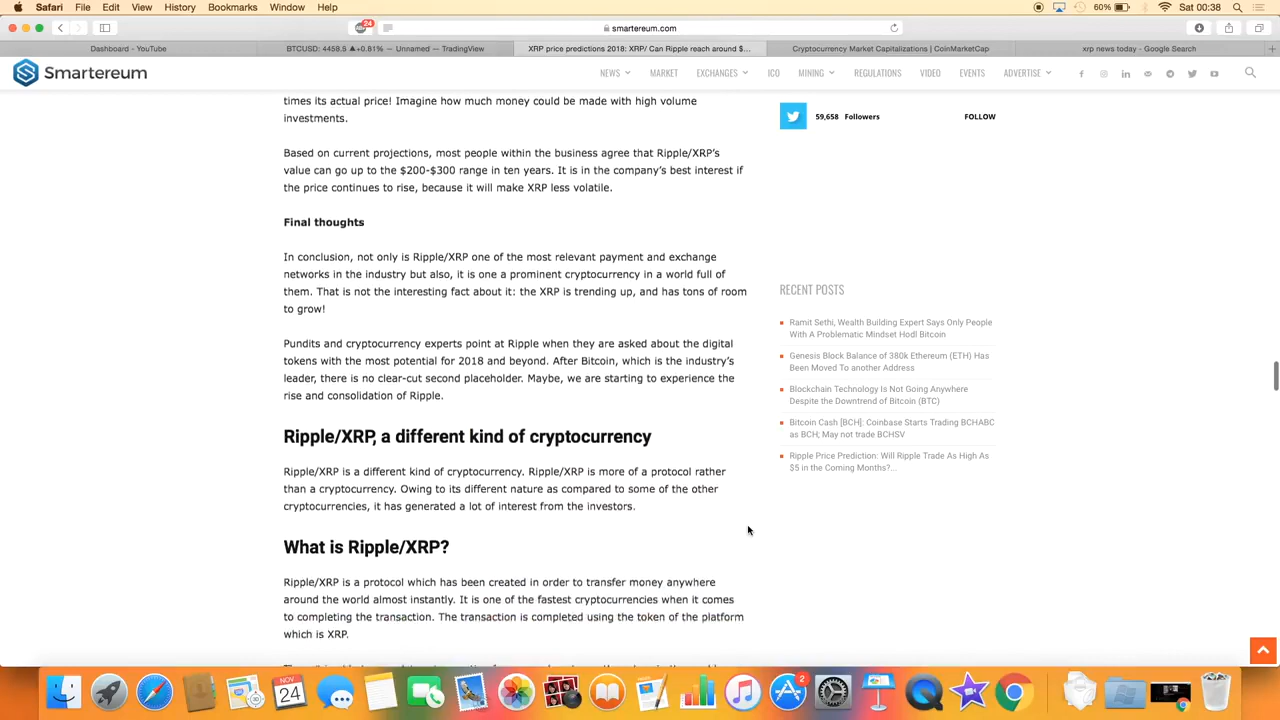 Safari File Edit View History Bookmarks Window Help 60% Sat 00:38
24 smartereum.com
Dashboard - YouTube BTCUSD: 4458.5 ▲+0.81% — Unnamed — TradingView XRP price predictions 2018: XRP/ Can Ripple reach around $... Cryptocurrency Market Capitalizations | CoinMarketCap xrp news today - Google Search
Smartereum NEWS MARKET EXCHANGES ICO MINING REGULATIONS VIDEO EVENTS ADVERTISE
times its actual price! Imagine how much money could be made with high volume
investments.
Based on current projections, most people within the business agree that Ripple/XRP's
value can go up to the $200-$300 range in ten years. It is in the company's best interest if
the price continues to rise, because it will make XRP less volatile.
Final thoughts
In conclusion, not only is Ripple/XRP one of the most relevant payment and exchange
networks in the industry but also, it is one a prominent cryptocurrency in a world full of
them. That is not the interesting fact about it: the XRP is trending up, and has tons of room
to grow!
Pundits and cryptocurrency experts point at Ripple when they are asked about the digital
tokens with the most potential for 2018 and beyond. After Bitcoin, which is the industry's
leader, there is no clear-cut second placeholder. Maybe, we are starting to experience the
rise and consolidation of Ripple.
Ripple/XRP, a different kind of cryptocurrency
Ripple/XRP is a different kind of cryptocurrency. Ripple/XRP is more of a protocol rather
than a cryptocurrency. Owing to its different nature as compared to some of the other
cryptocurrencies, it has generated a lot of interest from the investors.
What is Ripple/XRP?
Ripple/XRP is a protocol which has been created in order to transfer money anywhere
around the world almost instantly. It is one of the fastest cryptocurrencies when it comes
to completing the transaction. The transaction is completed using the token of the platform
which is XRP.
59,658 Followers FOLLOW
RECENT POSTS
Ramit Sethi, Wealth Building Expert Says Only People
With A Problematic Mindset Hodl Bitcoin
Genesis Block Balance of 380k Ethereum (ETH) Has
Been Moved To another Address
Blockchain Technology Is Not Going Anywhere
Despite the Downtrend of Bitcoin (BTC)
Bitcoin Cash [BCH]: Coinbase Starts Trading BCHABC
as BCH; May not trade BCHSV
Ripple Price Prediction: Will Ripple Trade As High As
$5 in the Coming Months?...
NOV
24
2